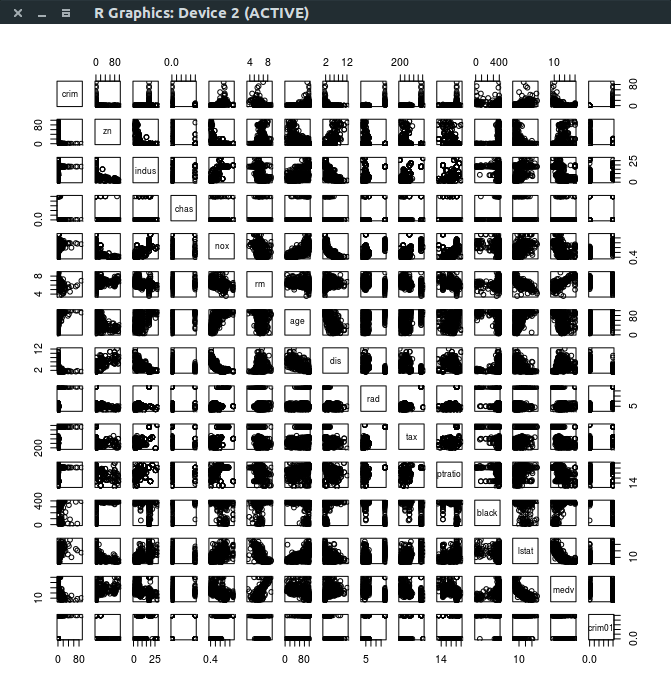 R Graphics: Device 2 (ACTIVE)
0 80 0.0 4 8 2 12 200 0 400 10
crim 0 80
0 80 zn
indus 0 25
0.0 chas
nox 0.4
4 8 rm
age 0 80
2 12 dis
rad 5
200 tax
ptratio 14
0 400 black
lstat 10
10 medv
crim01 0.0
0 80 0 25 0.4 0 80 5 14 10 0.0